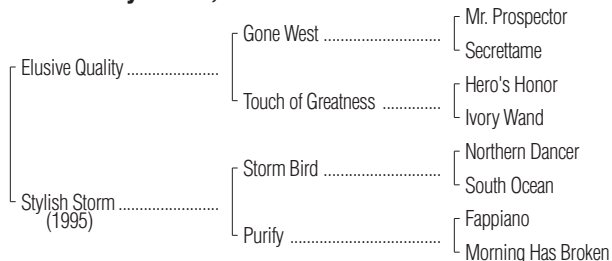 Mr. Prospector
Gone West
Secrettame
Elusive Quality
Hero's Honor
Touch of Greatness
Ivory Wand
Northern Dancer
Storm Bird
South Ocean
Stylish Storm
(1995)
Fappiano
Purify
Morning Has Broken